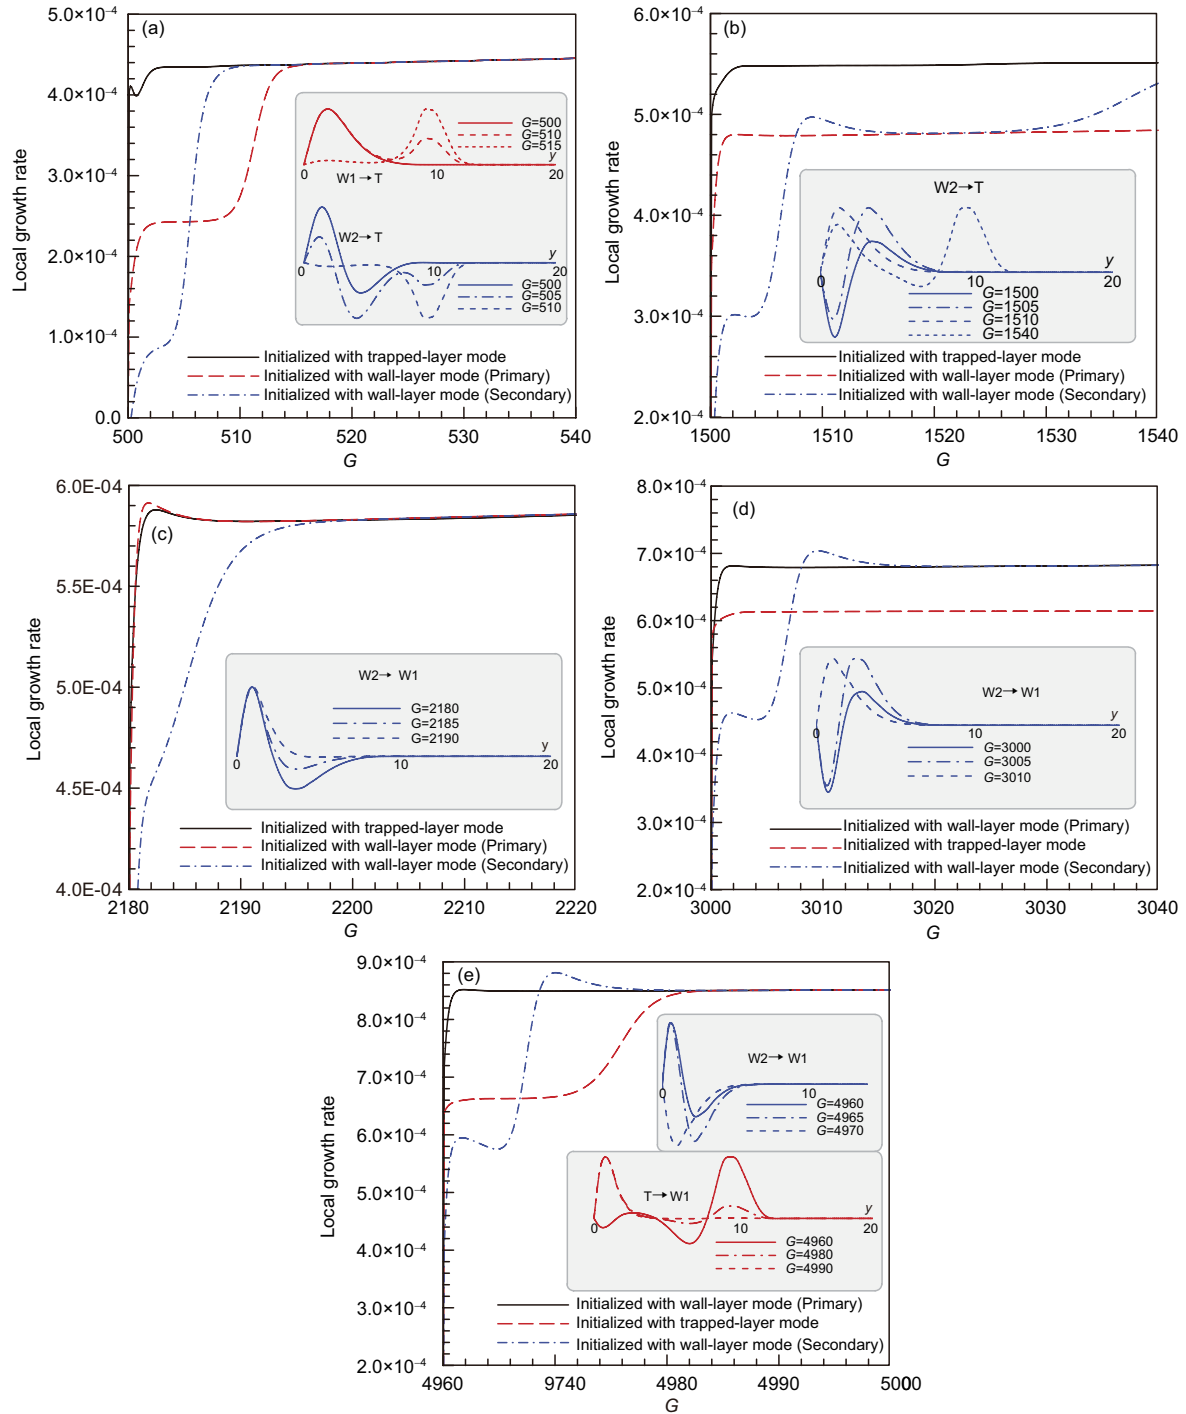 (a)
5.0×10⁻⁴
4.0×10⁻⁴
3.0×10⁻⁴
2.0×10⁻⁴
1.0×10⁻⁴
0.0
Local growth rate
G=500
G=510
G=515
y
0
10
20
W1→T
W2→T
0
10
20
G=500
G=505
G=510
Initialized with trapped-layer mode
Initialized with wall-layer mode (Primary)
Initialized with wall-layer mode (Secondary)
500 510 520 530 540
G
(b)
6.0×10⁻⁴
5.0×10⁻⁴
4.0×10⁻⁴
3.0×10⁻⁴
2.0×10⁻⁴
Local growth rate
W2→T
y
0
20
G=1500
G=1505
G=1510
G=1540
Initialized with trapped-layer mode
Initialized with wall-layer mode (Primary)
Initialized with wall-layer mode (Secondary)
1500 1510 1520 1530 1540
G
(c)
6.0E-04
5.5E-04
5.0E-04
4.5E-04
4.0E-04
Local growth rate
W2→ W1
G=2180
G=2185
G=2190
y
0
10
20
Initialized with trapped-layer mode
Initialized with wall-layer mode (Primary)
Initialized with wall-layer mode (Secondary)
2180 2190 2200 2210 2220
G
(d)
8.0×10⁻⁴
7.0×10⁻⁴
6.0×10⁻⁴
5.0×10⁻⁴
4.0×10⁻⁴
3.0×10⁻⁴
2.0×10⁻⁴
Local growth rate
W2→ W1
y
0
10
20
G=3000
G=3005
G=3010
Initialized with wall-layer mode (Primary)
Initialized with trapped-layer mode
Initialized with wall-layer mode (Secondary)
3000 3010 3020 3030 3040
G
(e)
9.0×10⁻⁴
8.0×10⁻⁴
7.0×10⁻⁴
6.0×10⁻⁴
5.0×10⁻⁴
4.0×10⁻⁴
3.0×10⁻⁴
2.0×10⁻⁴
Local growth rate
W2→ W1
0
10
G=4960
G=4965
G=4970
T→W1
y
0
10
20
G=4960
G=4980
G=4990
Initialized with wall-layer mode (Primary)
Initialized with trapped-layer mode
Initialized with wall-layer mode (Secondary)
4960 9740 4980 4990 5000
G